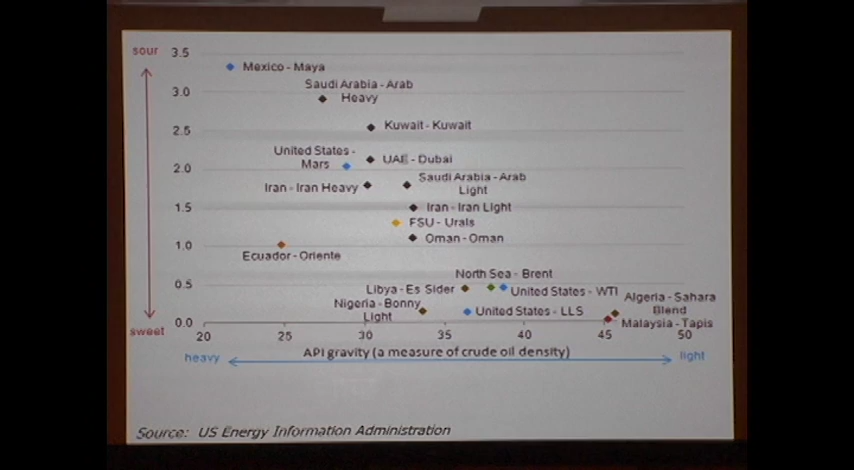 sour
3.5
Mexico - Maya
Saudi Arabia - Arab
Heavy
3.0
Kuwait - Kuwait
2.5
United States -
Mars
UAE - Dubai
2.0
Saudi Arabia - Arab
Light
Iran - Iran Heavy
1.5
Iran - Iran Light
FSU - Urals
Oman - Oman
1.0
Ecuador - Oriente
North Sea - Brent
0.5
Libya - Es Sider
United States - WTI
Algeria - Sahara
Blend
Nigeria - Bonny
Light
United States - LLS
Malaysia - Tapis
0.0
sweet
20 25 30 35 40 45 50
API gravity (a measure of crude oil density)
heavy
light
Source: US Energy Information Administration